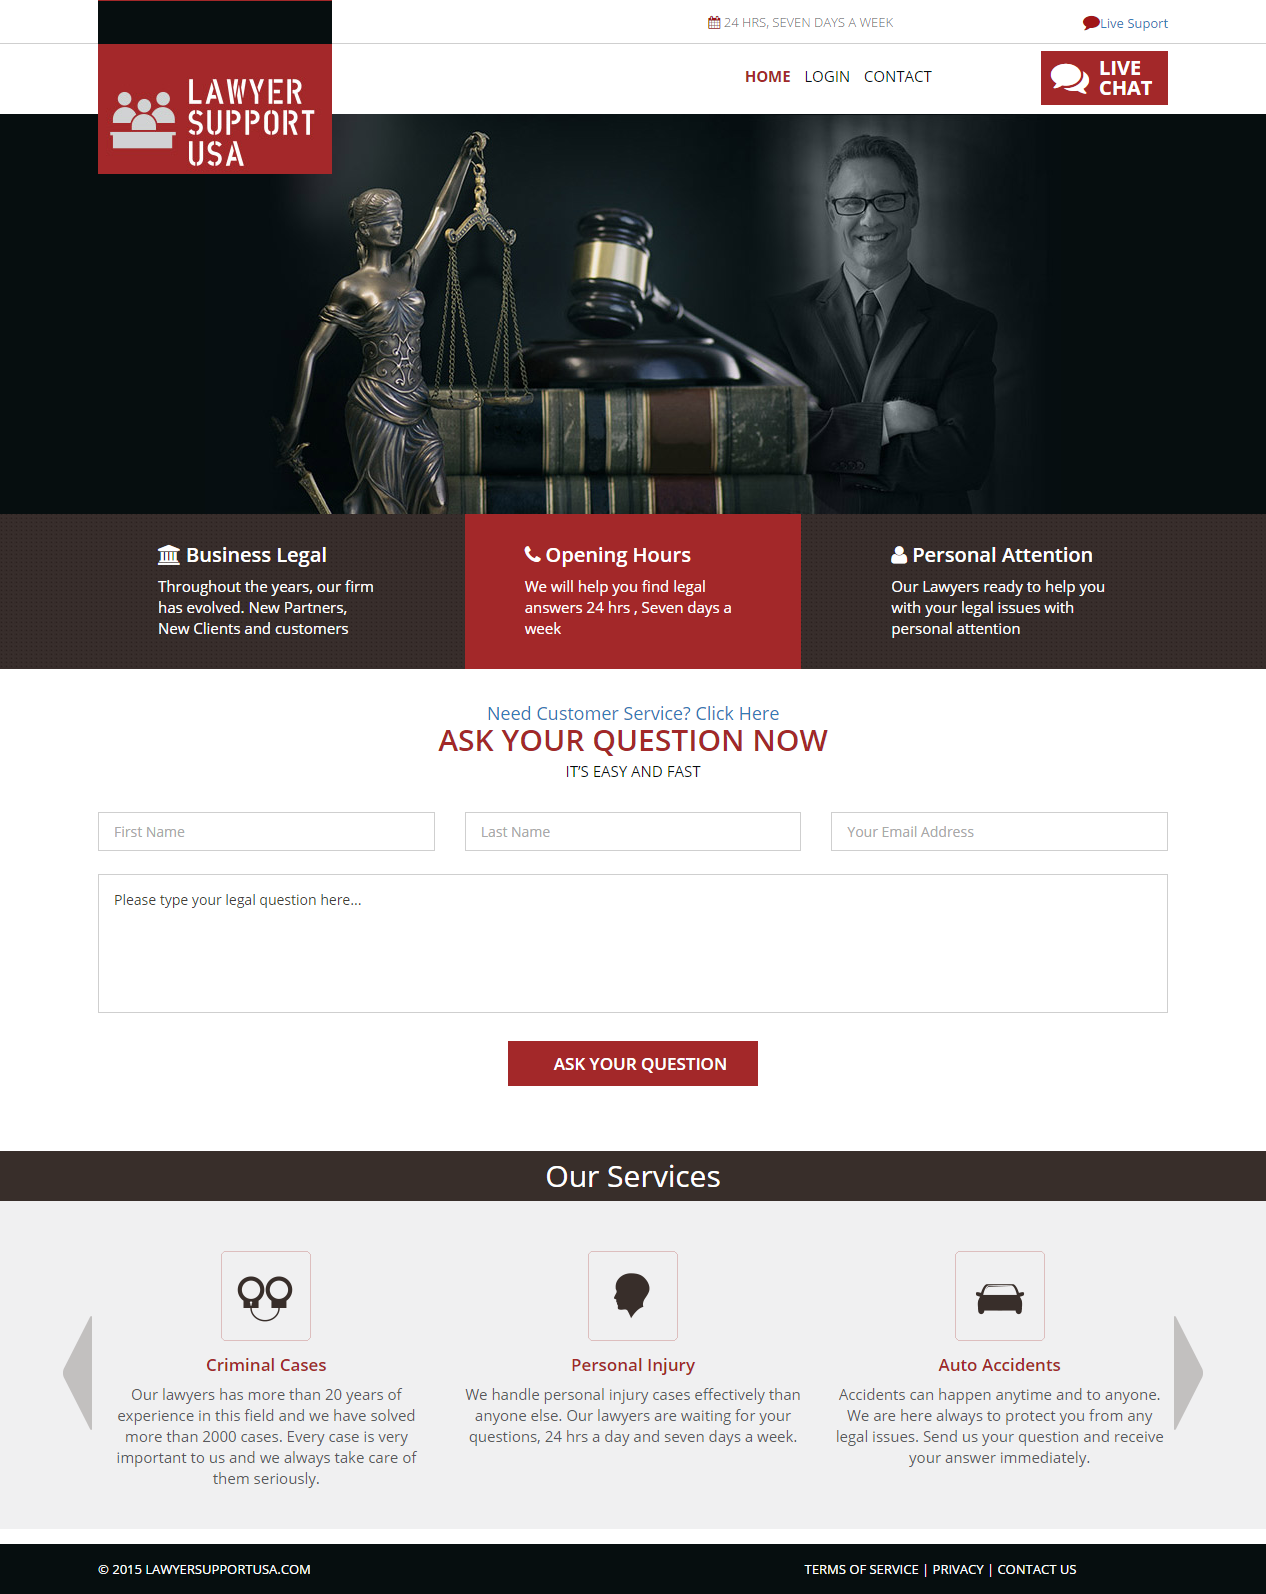 24 HRS, SEVEN DAYS A WEEK
Live Suport
LAWYER
SUPPORT
USA
HOME LOGIN CONTACT
LIVE
CHAT
Business Legal
Throughout the years, our firm
has evolved. New Partners,
New Clients and customers
Opening Hours
We will help you find legal
answers 24 hrs , Seven days a
week
Personal Attention
Our Lawyers ready to help you
with your legal issues with
personal attention
Need Customer Service? Click Here
ASK YOUR QUESTION NOW
IT'S EASY AND FAST
First Name
Last Name
Your Email Address
Please type your legal question here...
ASK YOUR QUESTION
Our Services
Criminal Cases
Our lawyers has more than 20 years of
experience in this field and we have solved
more than 2000 cases. Every case is very
important to us and we always take care of
them seriously.
Personal Injury
We handle personal injury cases effectively than
anyone else. Our lawyers are waiting for your
questions, 24 hrs a day and seven days a week.
Auto Accidents
Accidents can happen anytime and to anyone.
We are here always to protect you from any
legal issues. Send us your question and receive
your answer immediately.
© 2015 LAWYERSUPPORTUSA.COM
TERMS OF SERVICE | PRIVACY | CONTACT US